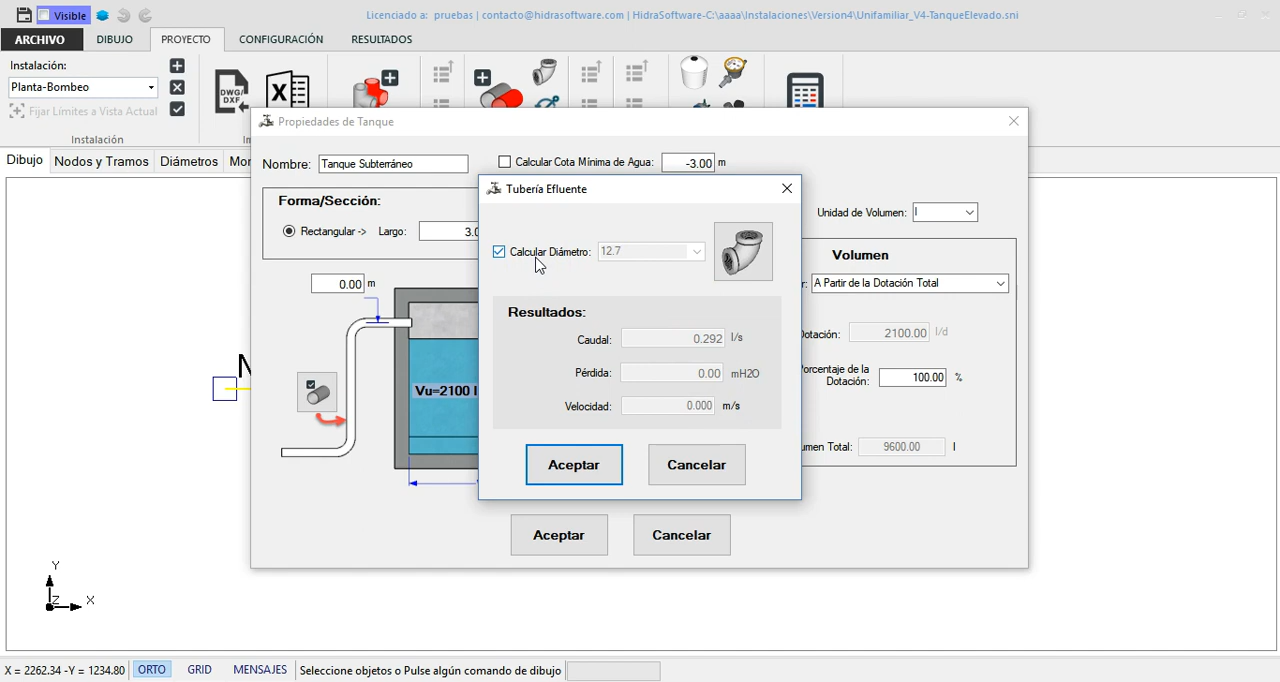 Visible
Licenciado a: pruebas | contacto@hidrasoftware.com | HidraSoftware-C:\aaaa\Instalaciones\Version4\Unifamiliar_V4-TanqueElevado.sni
ARCHIVO DIBUJO PROYECTO CONFIGURACIÓN RESULTADOS
Instalación:
Planta-Bombeo
Fijar Límites a Vista Actual
Instalación
DWG/
DXF
Dibujo Nodos y Tramos Diámetros
Propiedades de Tanque
Nombre: Tanque Subterráneo Calcular Cota Mínima de Agua: -3.00 m
Forma/Sección:
Rectangular -> Largo: 3.0
Unidad de Volumen: l
Volumen
A Partir de la Dotación Total
Dotación: 2100.00 l/d
Porcentaje de la
Dotación: 100.00 %
Volumen Total: 9600.00 l
0.00 m
Vu=2100 l
Tubería Efluente
Calcular Diámetro: 12.7
Resultados:
Caudal: 0.292 l/s
Pérdida: 0.00 mH2O
Velocidad: 0.000 m/s
Aceptar Cancelar
Aceptar Cancelar
Y
Z X
X = 2262.34 -Y = 1234.80 ORTO GRID MENSAJES Seleccione objetos o Pulse algún comando de dibujo